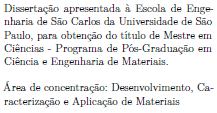 Dissertação apresentada à Escola de Enge-
nharia de São Carlos da Universidade de São
Paulo, para obtenção do título de Mestre em
Ciências - Programa de Pós-Graduação em
Ciência e Engenharia de Materiais.
Área de concentração: Desenvolvimento, Ca-
racterização e Aplicação de Materiais